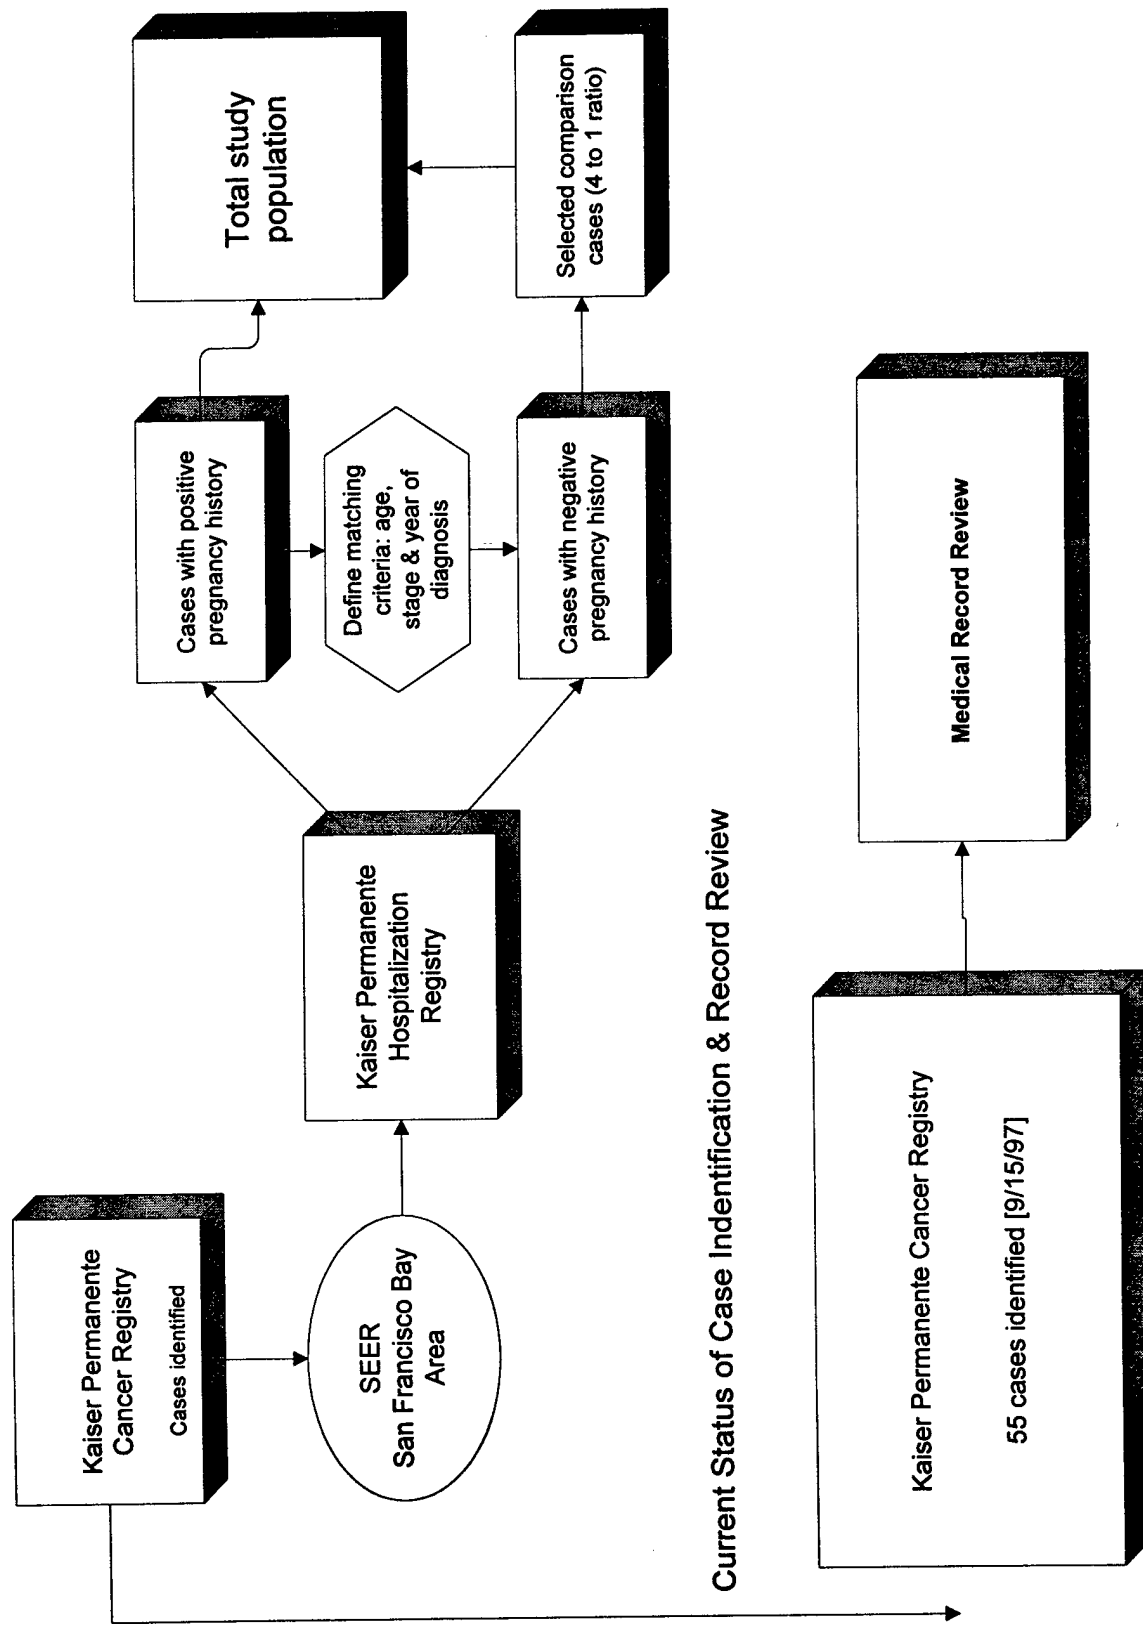 Kaiser Permanente
Cancer Registry
Cases identified
SEER
San Francisco Bay
Area
Kaiser Permanente
Hospitalization
Registry
Cases with positive
pregnancy history
Define matching
criteria: age,
stage & year of
diagnosis
Cases with negative
pregnancy history
Total study
population
Selected comparison
cases (4 to 1 ratio)
Current Status of Case Indentification & Record Review
Kaiser Permanente Cancer Registry
55 cases identified [9/15/97]
Medical Record Review